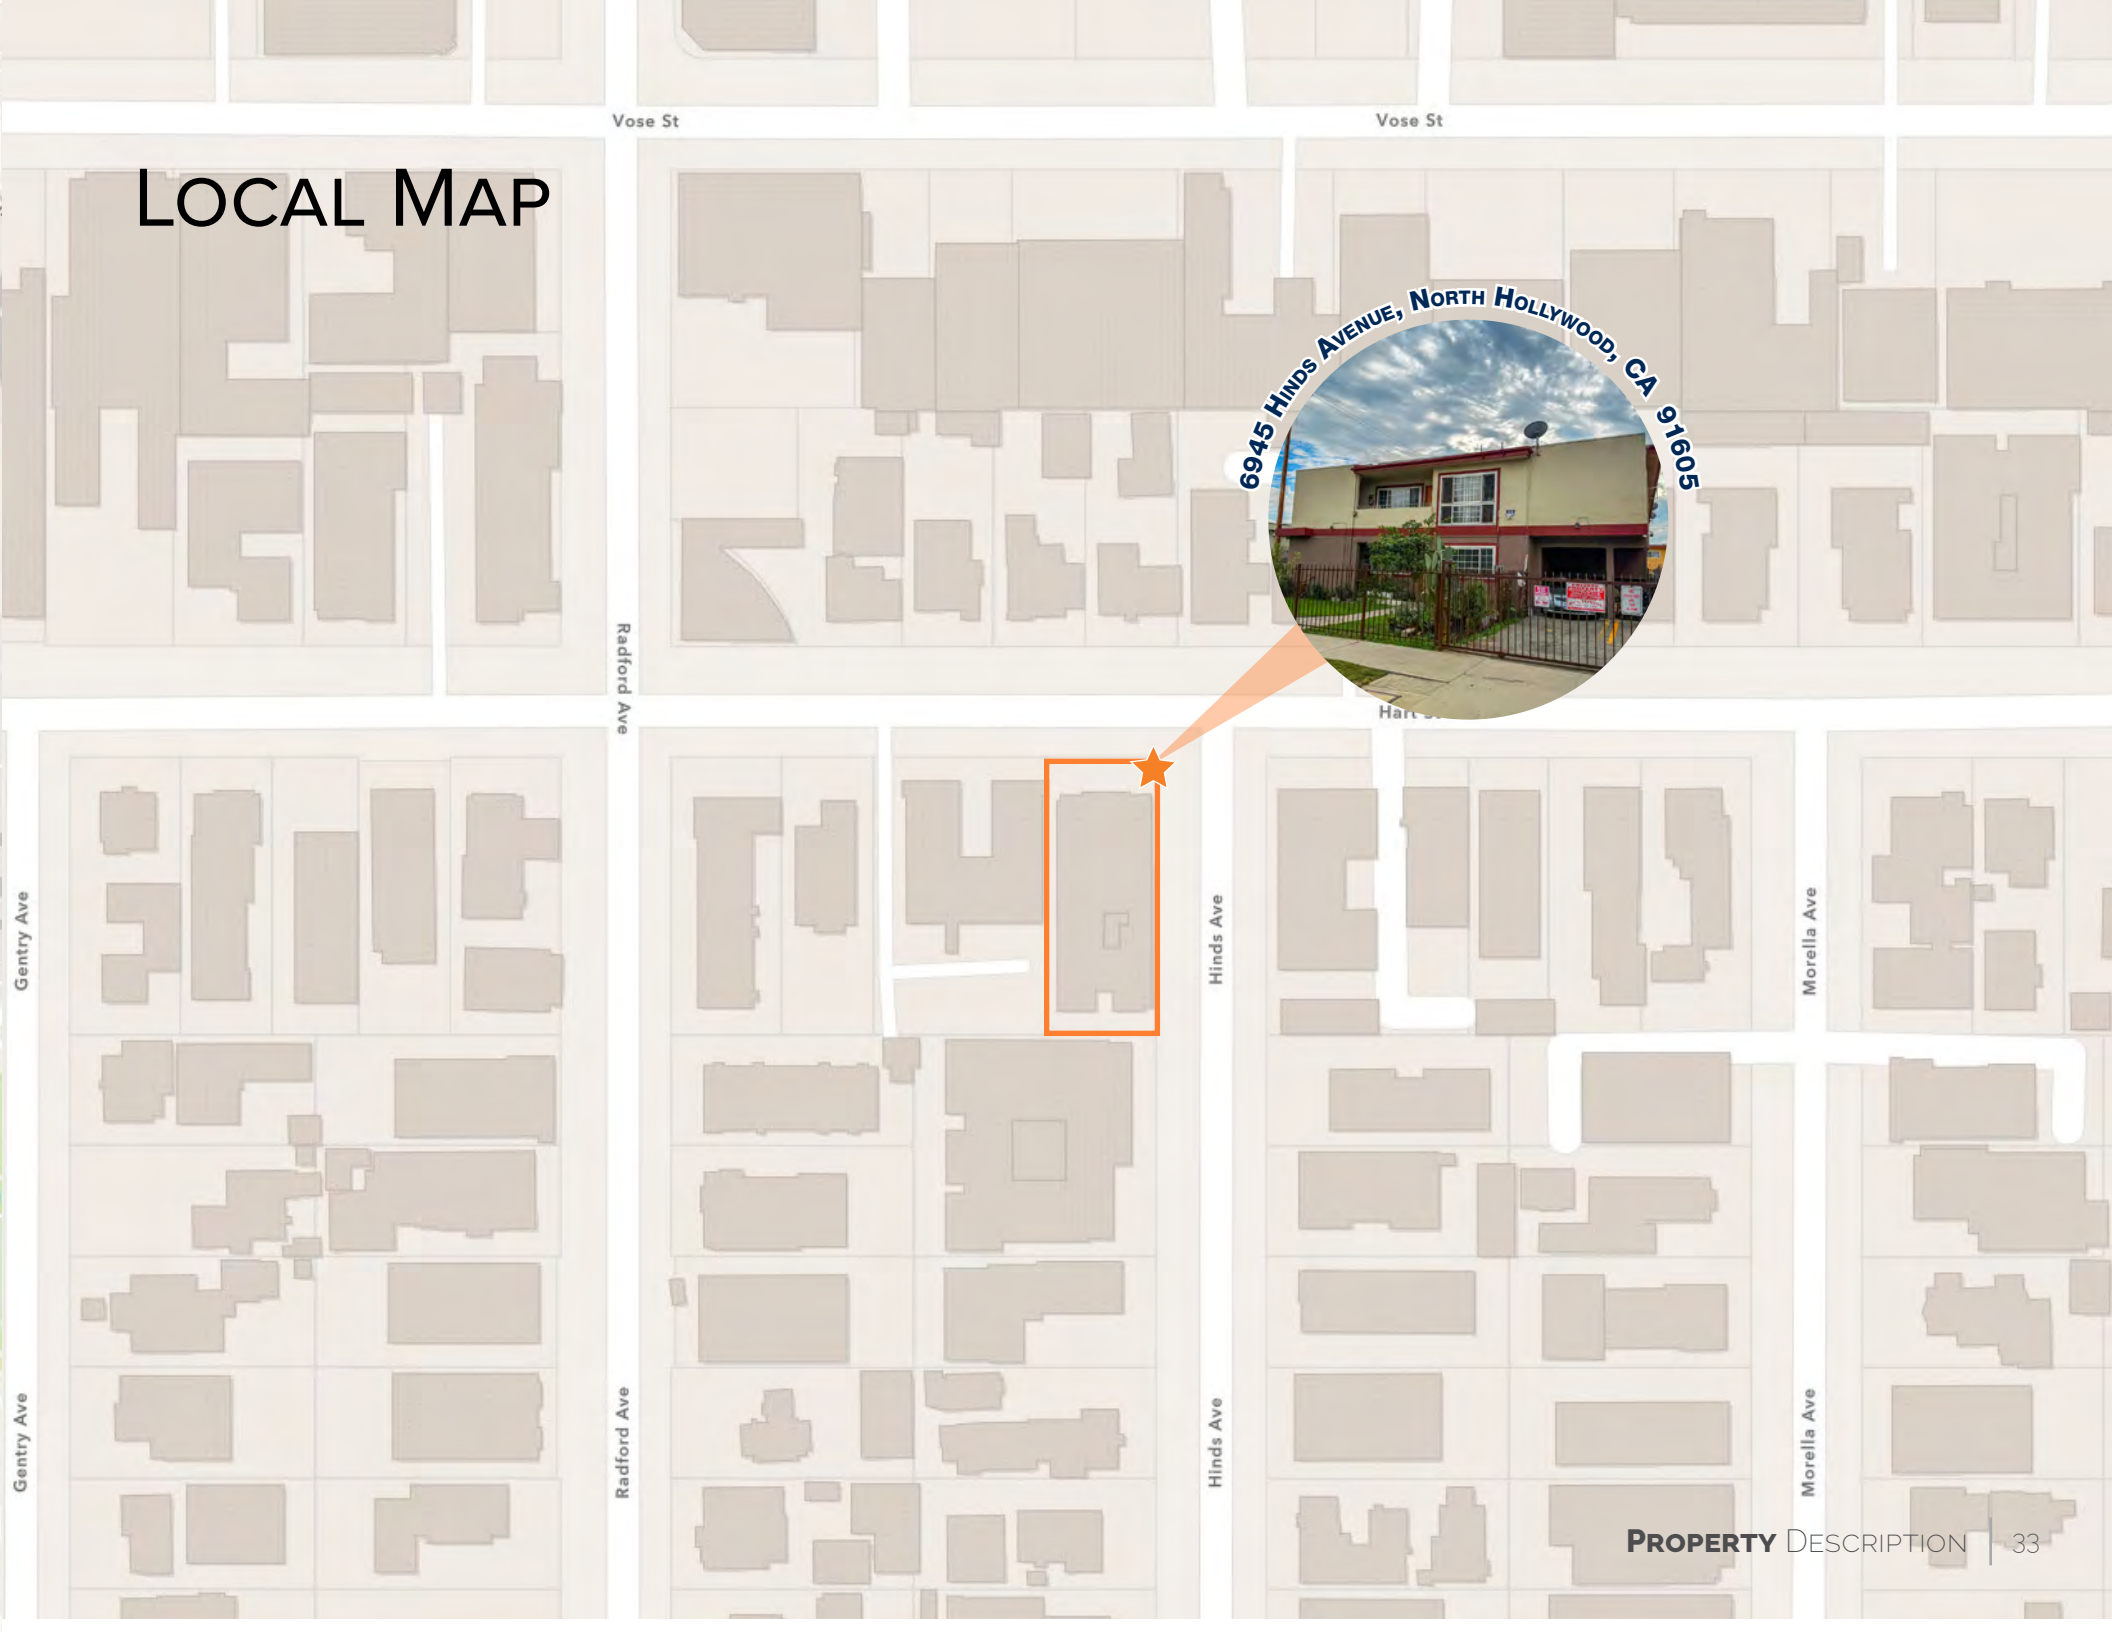 Vose St
Vose St
LOCAL MAP
6945 HINDS AVENUE, NORTH HOLLYWOOD, CA 91605
Radford Ave
Hart
Gentry Ave
Hinds Ave
Morella Ave
Gentry Ave
Radford Ave
Hinds Ave
Morella Ave
PROPERTY DESCRIPTION | 33